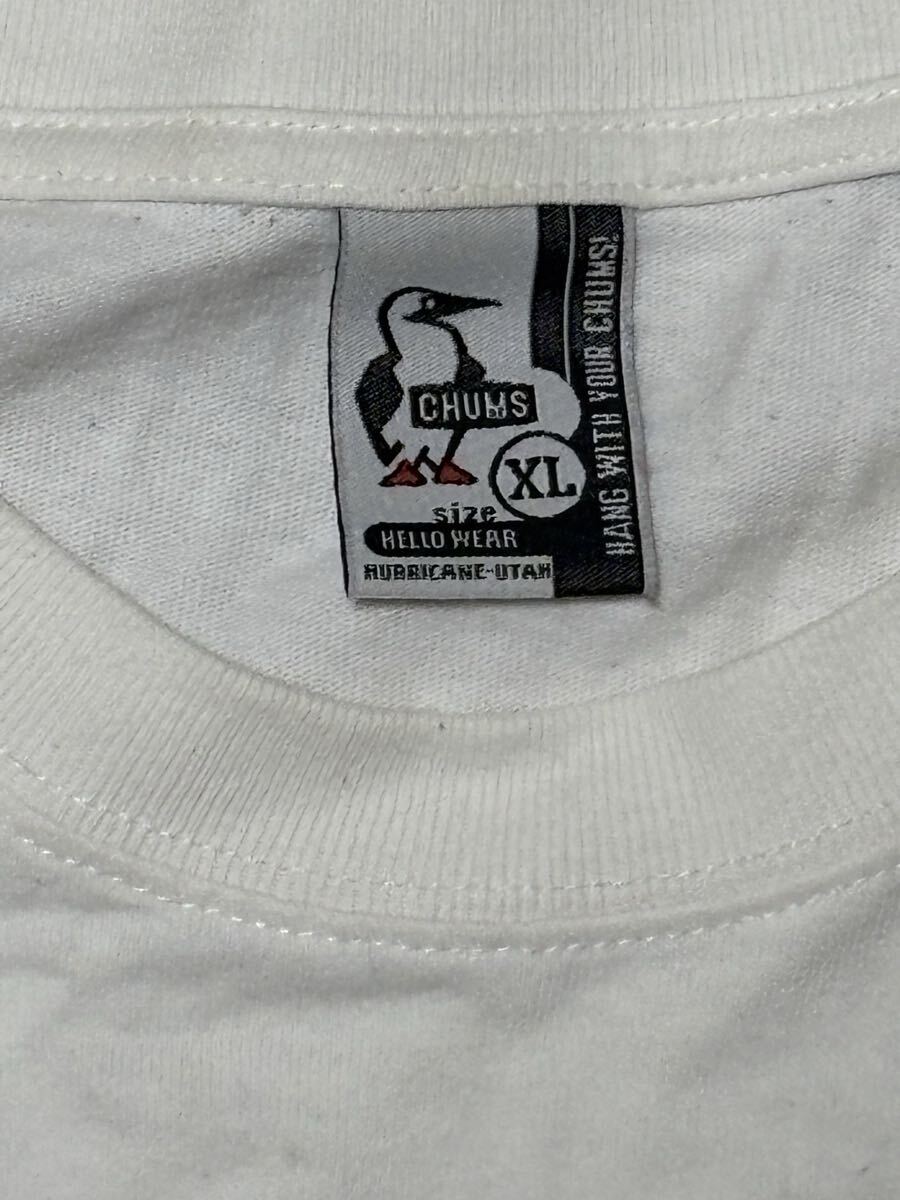 CHUMS
XL
size
HELLO WEAR
HURRICANE-UTAH
HANG WITH YOUR CHUMS!